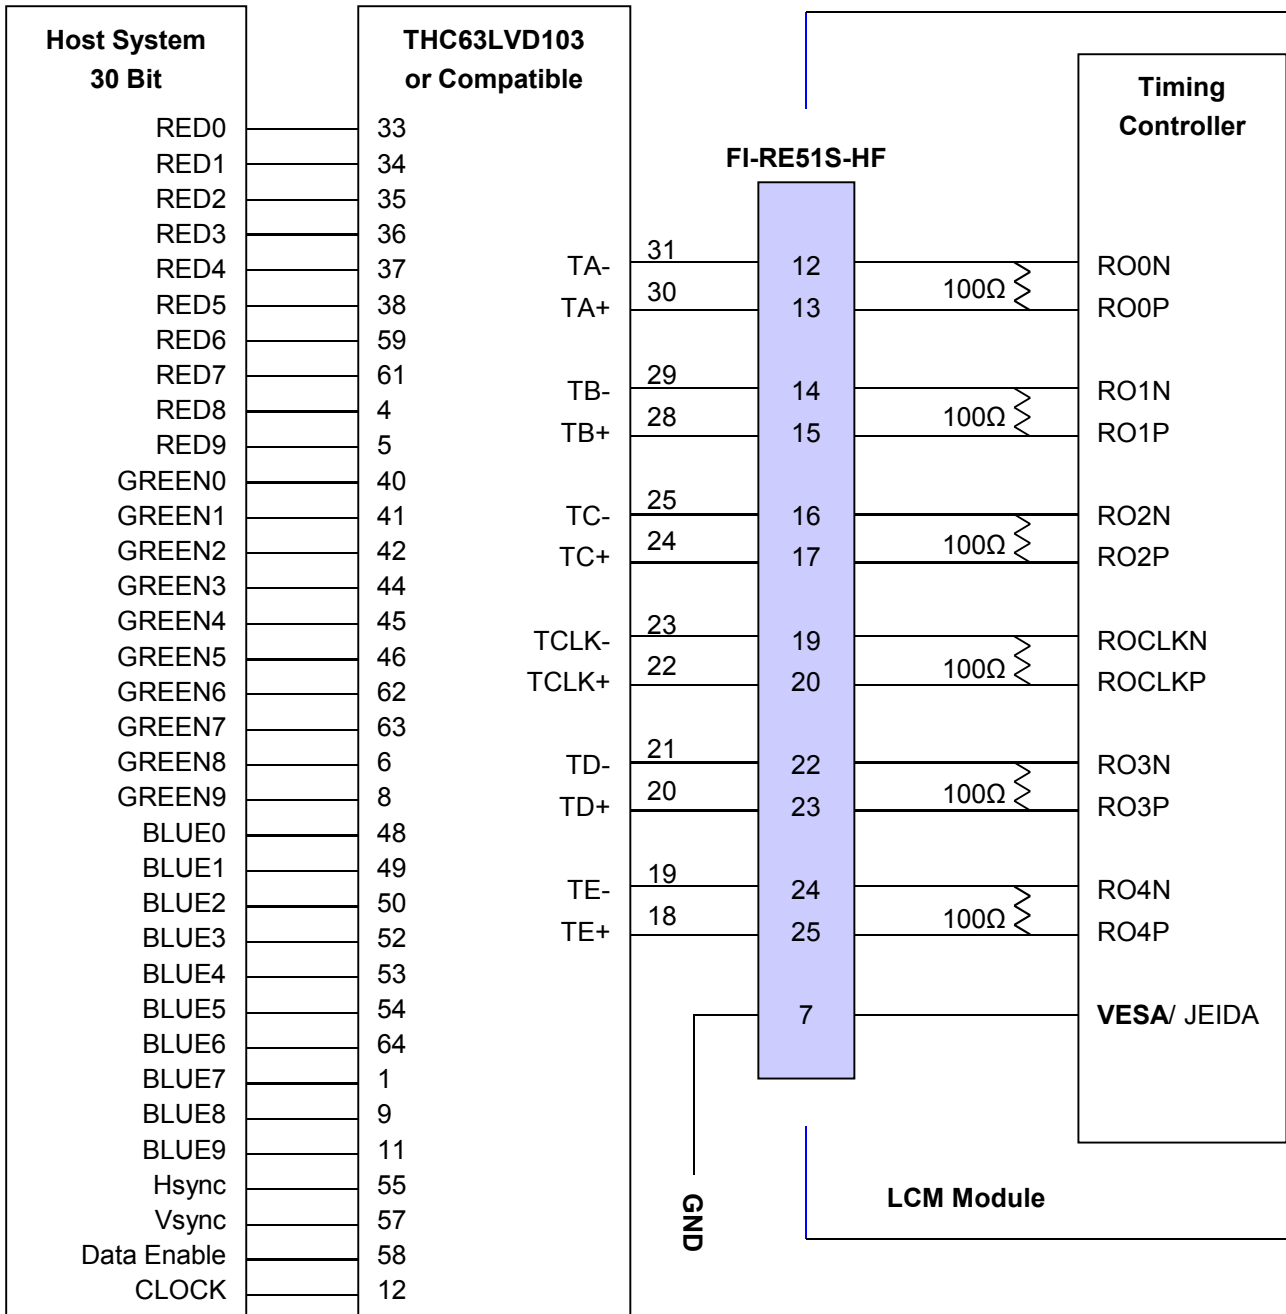 Host System
30 Bit
RED0
RED1
RED2
RED3
RED4
RED5
RED6
RED7
RED8
RED9
GREEN0
GREEN1
GREEN2
GREEN3
GREEN4
GREEN5
GREEN6
GREEN7
GREEN8
GREEN9
BLUE0
BLUE1
BLUE2
BLUE3
BLUE4
BLUE5
BLUE6
BLUE7
BLUE8
BLUE9
Hsync
Vsync
Data Enable
CLOCK
THC63LVD103
or Compatible
33
34
35
36
37
38
59
61
4
5
40
41
42
44
45
46
62
63
6
8
48
49
50
52
53
54
64
1
9
11
55
57
58
12
TA-
TA+
TB-
TB+
TC-
TC+
TCLK-
TCLK+
TD-
TD+
TE-
TE+
31
30
29
28
25
24
23
22
21
20
19
18
FI-RE51S-HF
12
13
14
15
16
17
19
20
22
23
24
25
7
GND
100Ω
100Ω
100Ω
100Ω
100Ω
100Ω
Timing
Controller
RO0N
RO0P
RO1N
RO1P
RO2N
RO2P
ROCLKN
ROCLKP
RO3N
RO3P
RO4N
RO4P
VESA/ JEIDA
LCM Module